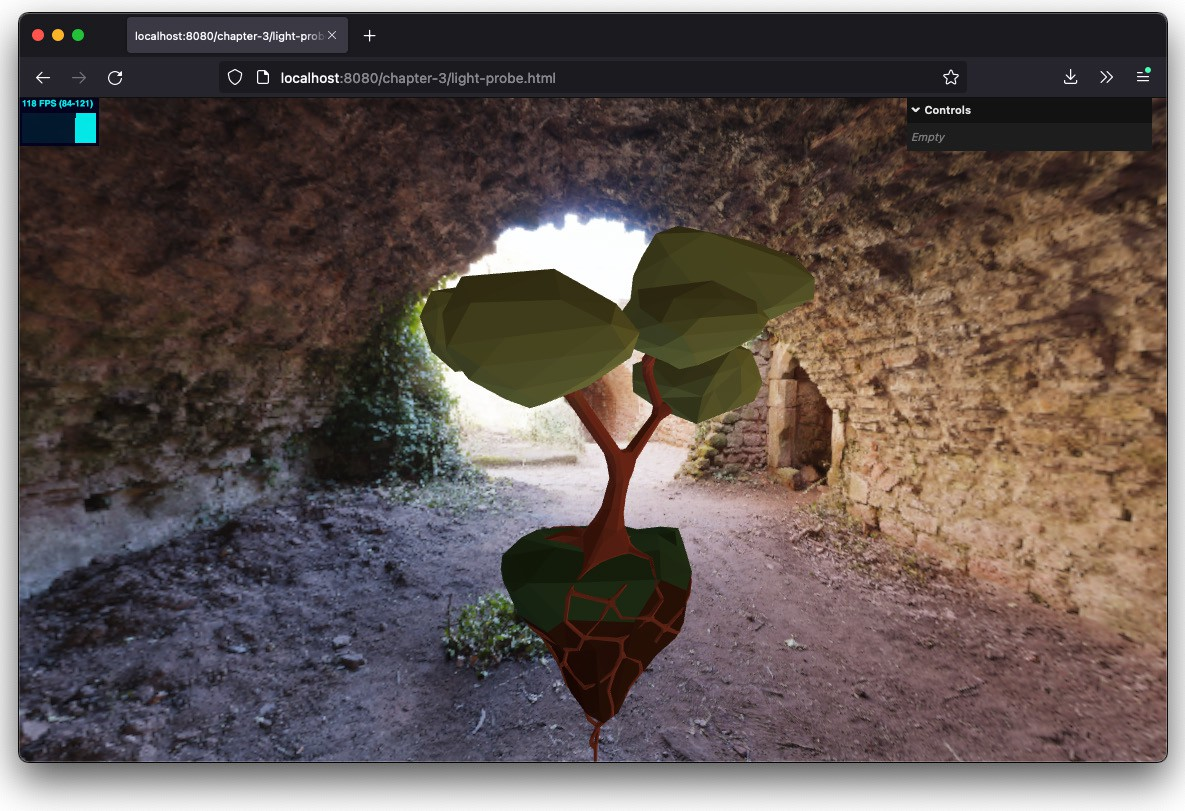 localhost:8080/chapter-3/light-prob
localhost:8080/chapter-3/light-probe.html
118 FPS (84-121)
Controls
Empty